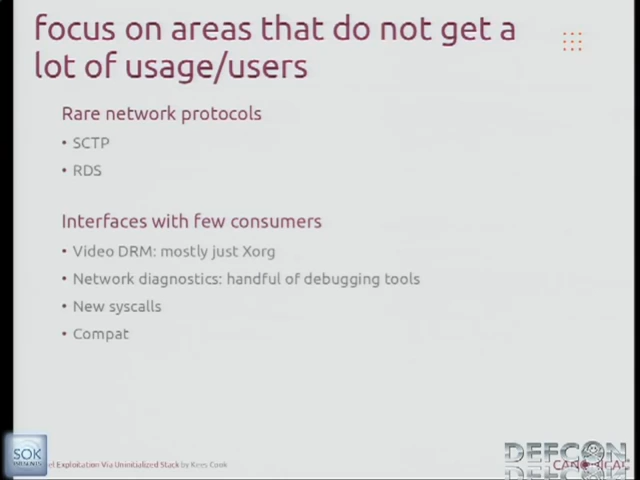 focus on areas that do not get a
lot of usage/users
Rare network protocols
• SCTP
• RDS
Interfaces with few consumers
• Video DRM: mostly just Xorg
• Network diagnostics: handful of debugging tools
• New syscalls
• Compat
SOK
el Exploitation Via Uninitialized Stack by Kees Cook
DEFCON